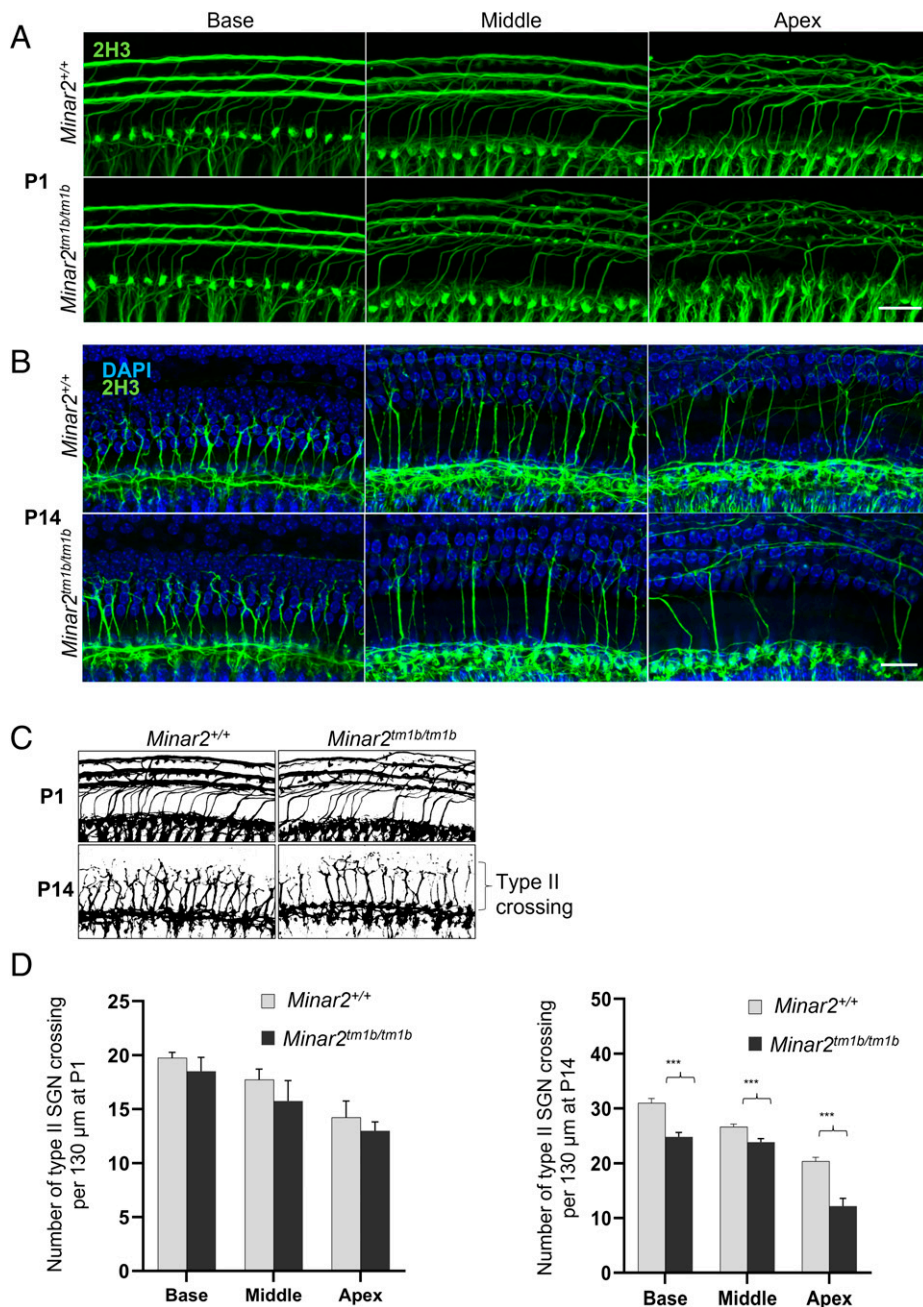 A
Base Middle Apex
2H3
Minar2+/+
P1
Minar2tm1b/tm1b
B
DAPI
2H3
Minar2+/+
P14
Minar2tm1b/tm1b
C
Minar2+/+ Minar2tm1b/tm1b
P1
P14
Type II
crossing
D
Number of type II SGN crossing
per 130 μm at P1
25
20
15
10
5
0
Minar2+/+
Minar2tm1b/tm1b
Base Middle Apex
Number of type II SGN crossing
per 130 μm at P14
50
40
30
20
10
0
Minar2+/+
Minar2tm1b/tm1b
*** *** ***
Base Middle Apex